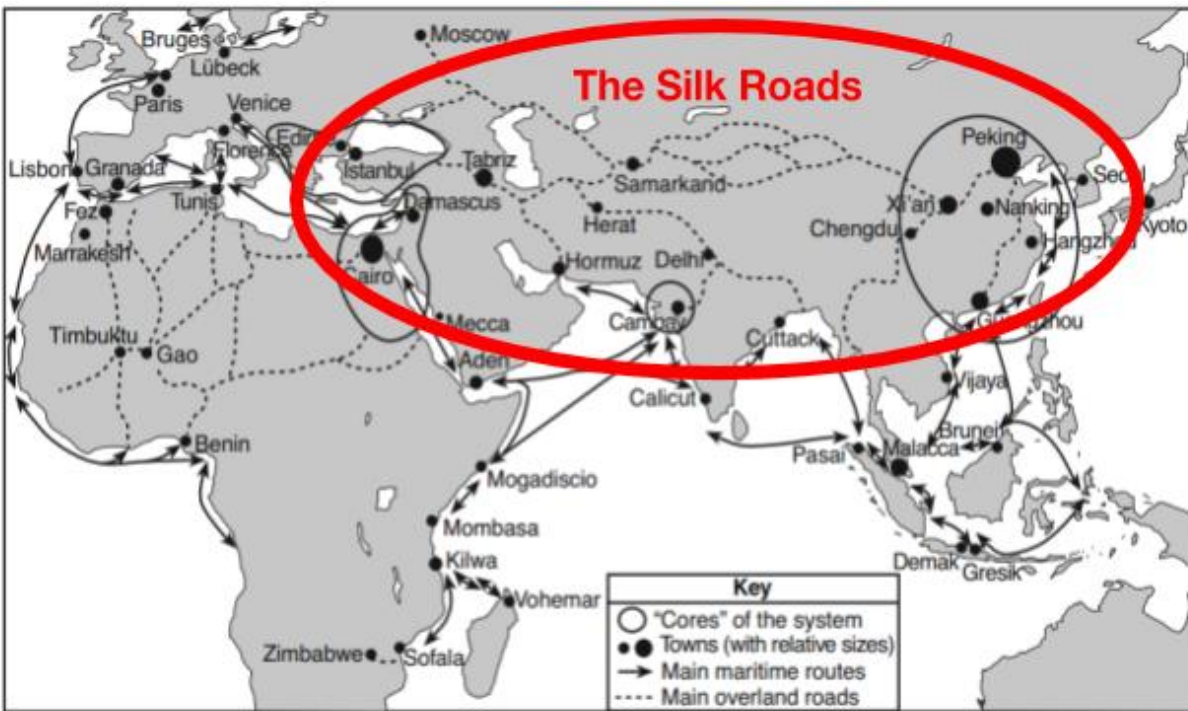 Moscow
Bruges
Lübeck
The Silk Roads
Paris
Venice
Peking
Florence
Lisbon
Granada
Istanbul
Tabriz
Samarkand
Seoul
Tunis
Damascus
Xi'an
Nanking
Fez
Herat
Chengdu
Kyoto
Marrakesh
Hangzhou
Cairo
Hormuz
Delhi
Mecca
Cambay
Guangzhou
Timbuktu
Gao
Cuttack
Aden
Calicut
Vijaya
Benin
Brunei
Pasai
Malacca
Mogadiscio
Mombasa
Kilwa
Demak
Gresik
Vohemar
Zimbabwe
Sofala
Key
"Cores" of the system
Towns (with relative sizes)
Main maritime routes
Main overland roads